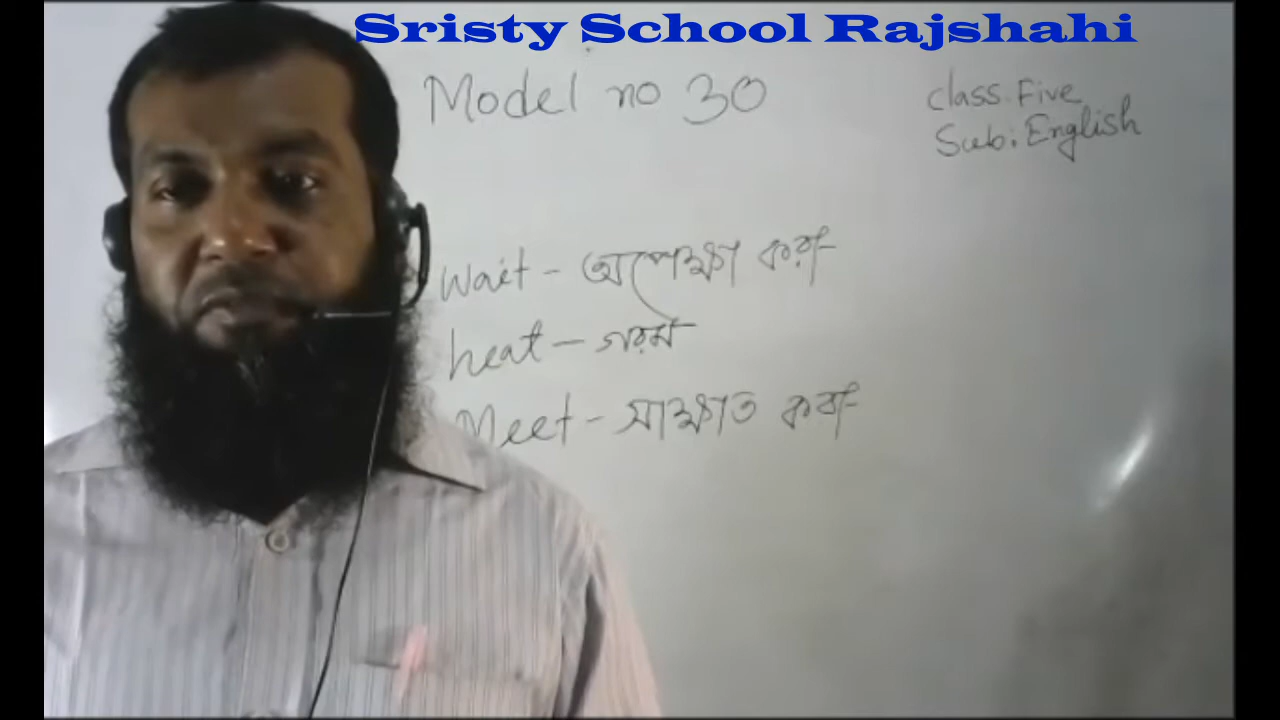 Sristy School Rajshahi
Model no 30
class Five
Sub: English
Wait - অপেক্ষা করা
heat - গরম
Meet - সাক্ষাত করা